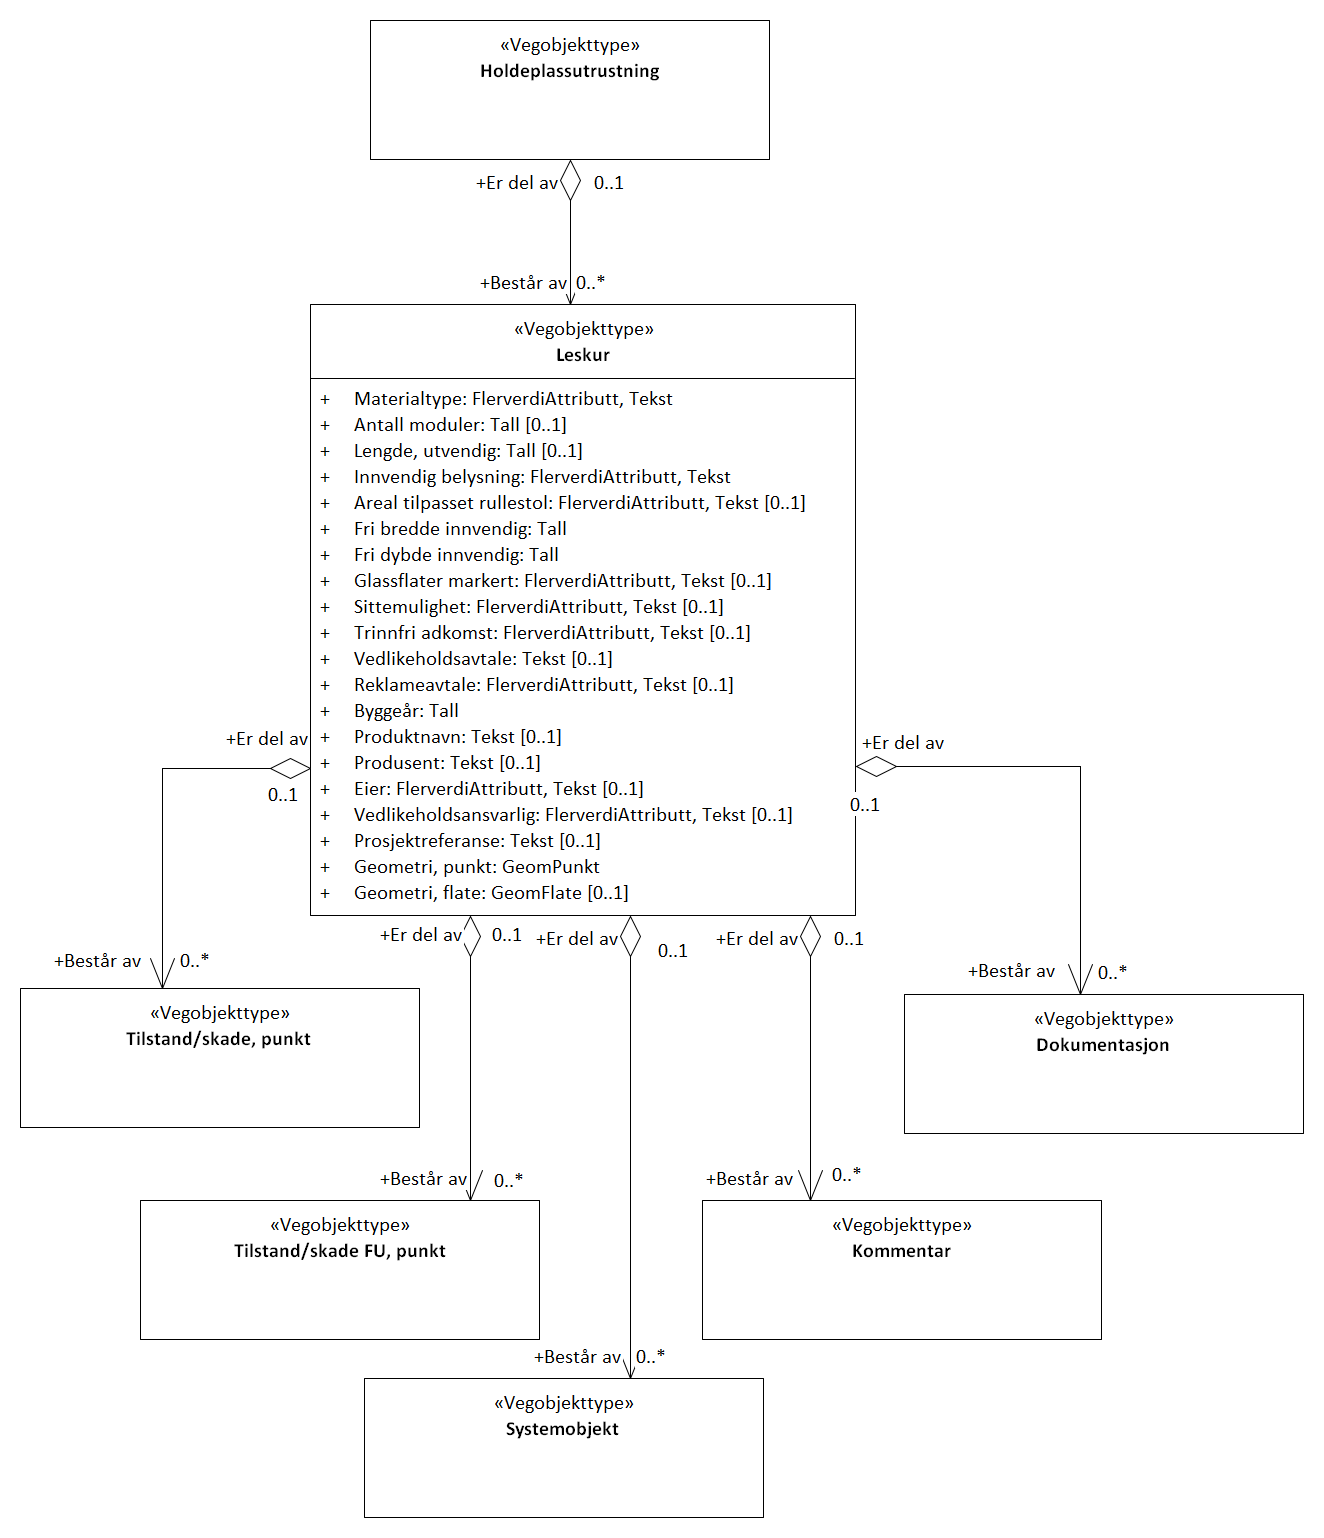 «Vegobjekttype»
Holdeplassutrustning
+Er del av
0..1
+Består av
0..*
«Vegobjekttype»
Leskur
+ Materialtype: FlerverdiAttributt, Tekst
+ Antall moduler: Tall [0..1]
+ Lengde, utvendig: Tall [0..1]
+ Innvendig belysning: FlerverdiAttributt, Tekst
+ Areal tilpasset rullestol: FlerverdiAttributt, Tekst [0..1]
+ Fri bredde innvendig: Tall
+ Fri dybde innvendig: Tall
+ Glassflater markert: FlerverdiAttributt, Tekst [0..1]
+ Sittemulighet: FlerverdiAttributt, Tekst [0..1]
+ Trinnfri adkomst: FlerverdiAttributt, Tekst [0..1]
+ Vedlikeholdsavtale: Tekst [0..1]
+ Reklameavtale: FlerverdiAttributt, Tekst [0..1]
+ Byggeår: Tall
+ Produktnavn: Tekst [0..1]
+ Produsent: Tekst [0..1]
+ Eier: FlerverdiAttributt, Tekst [0..1]
+ Vedlikeholdsansvarlig: FlerverdiAttributt, Tekst [0..1]
+ Prosjektreferanse: Tekst [0..1]
+ Geometri, punkt: GeomPunkt
+ Geometri, flate: GeomFlate [0..1]
+Er del av
0..1
+Består av
0..*
«Vegobjekttype»
Tilstand/skade, punkt
+Er del av
0..1
+Består av
0..*
«Vegobjekttype»
Tilstand/skade FU, punkt
+Er del av
0..1
+Består av
0..*
«Vegobjekttype»
Systemobjekt
+Er del av
0..1
+Består av
0..*
«Vegobjekttype»
Kommentar
+Er del av
0..1
+Består av
0..*
«Vegobjekttype»
Dokumentasjon